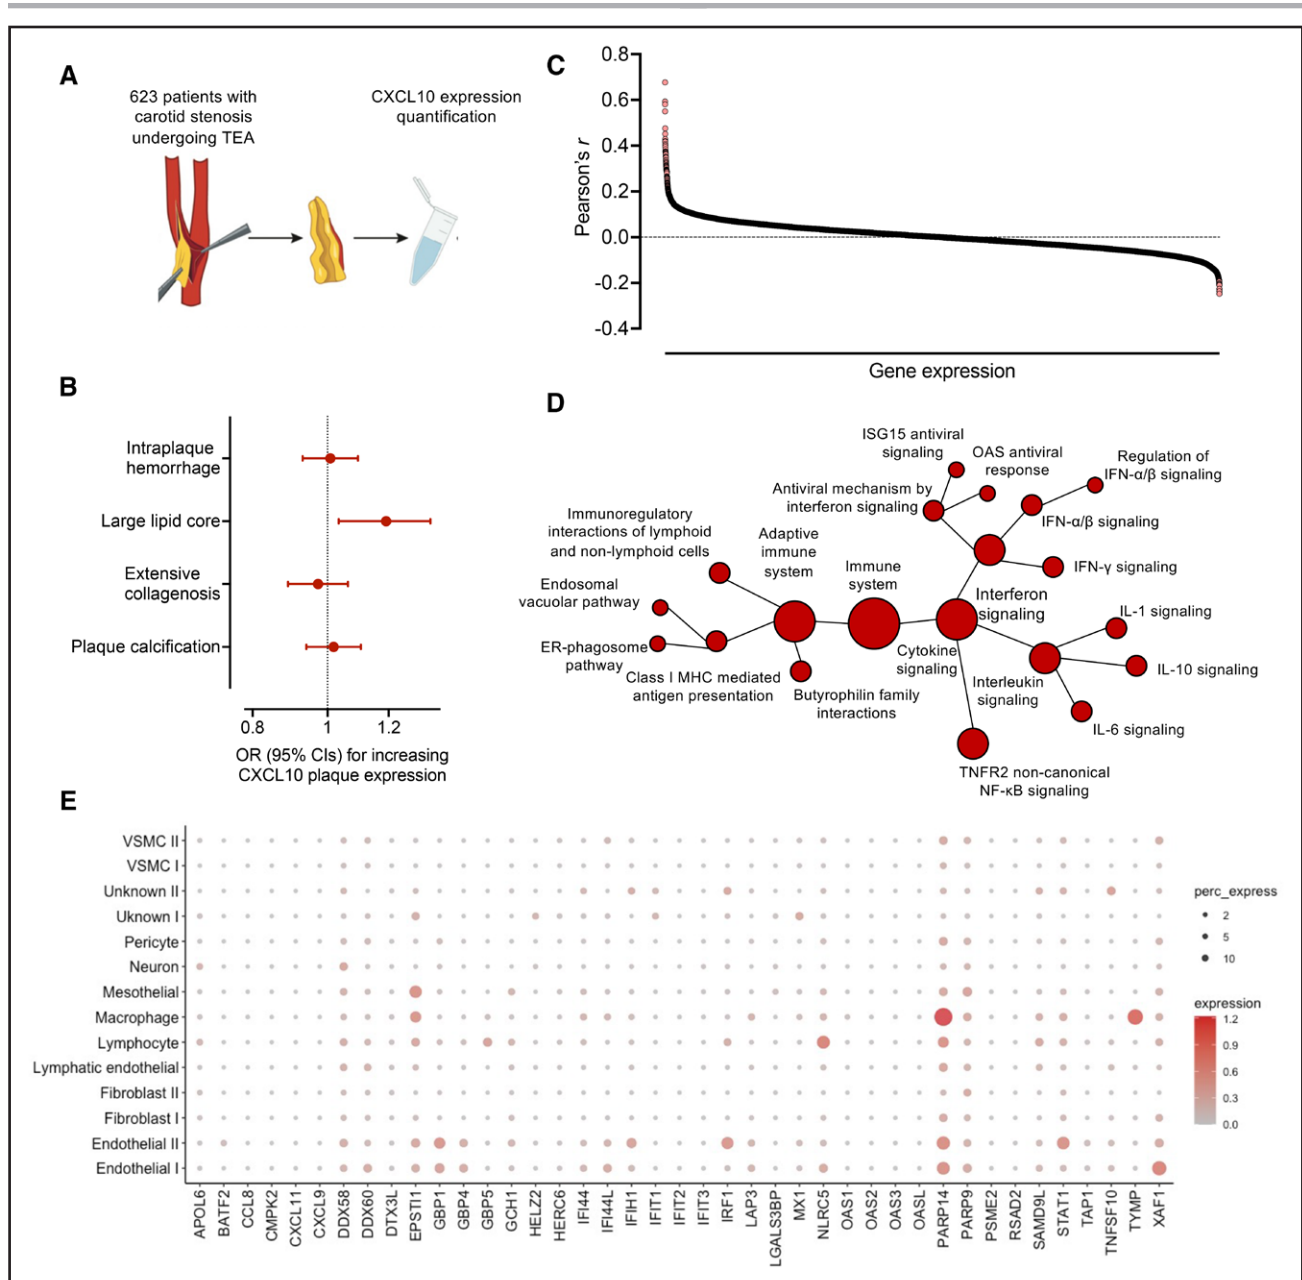 A
623 patients with
carotid stenosis
undergoing TEA
CXCL10 expression
quantification
B
Intraplaque
hemorrhage
Large lipid core
Extensive
collagenosis
Plaque calcification
0.8
1
1.2
OR (95% CIs) for increasing
CXCL10 plaque expression
C
Pearson's r
0.8
0.6
0.4
0.2
0.0
-0.2
-0.4
Gene expression
D
ISG15 antiviral
signaling
OAS antiviral
response
Regulation of
IFN-α/β signaling
Antiviral mechanism by
interferon signaling
IFN-α/β signaling
Immunoregulatory
interactions of lymphoid
and non-lymphoid cells
Adaptive
immune
system
Immune
system
IFN-γ signaling
Endosomal
vacuolar pathway
Interferon
signaling
IL-1 signaling
ER-phagosome
pathway
Class I MHC mediated
antigen presentation
Butyrophilin family
interactions
Cytokine
signaling
Interleukin
signaling
IL-10 signaling
IL-6 signaling
TNFR2 non-canonical
NF-κB signaling
E
VSMC II
VSMC I
Unknown II
Uknown I
Pericyte
Neuron
Mesothelial
Macrophage
Lymphocyte
Lymphatic endothelial
Fibroblast II
Fibroblast I
Endothelial II
Endothelial I
APOL6
BATF2
CCL8
CMPK2
CXCL11
CXCL9
DDX58
DDX60
DTX3L
EPSTI1
GBP1
GBP4
GBP5
GCH1
HELZ2
HERC6
IFI44
IFI44L
IFIH1
IFIT1
IFIT2
IFIT3
IRF1
LAP3
LGALS3BP
MX1
NLRC5
OAS1
OAS2
OAS3
OASL
PARP14
PARP9
PSME2
RSAD2
SAMD9L
STAT1
TAP1
TNFSF10
TYMP
XAF1
perc_express
2
5
10
expression
1.2
0.9
0.6
0.3
0.0